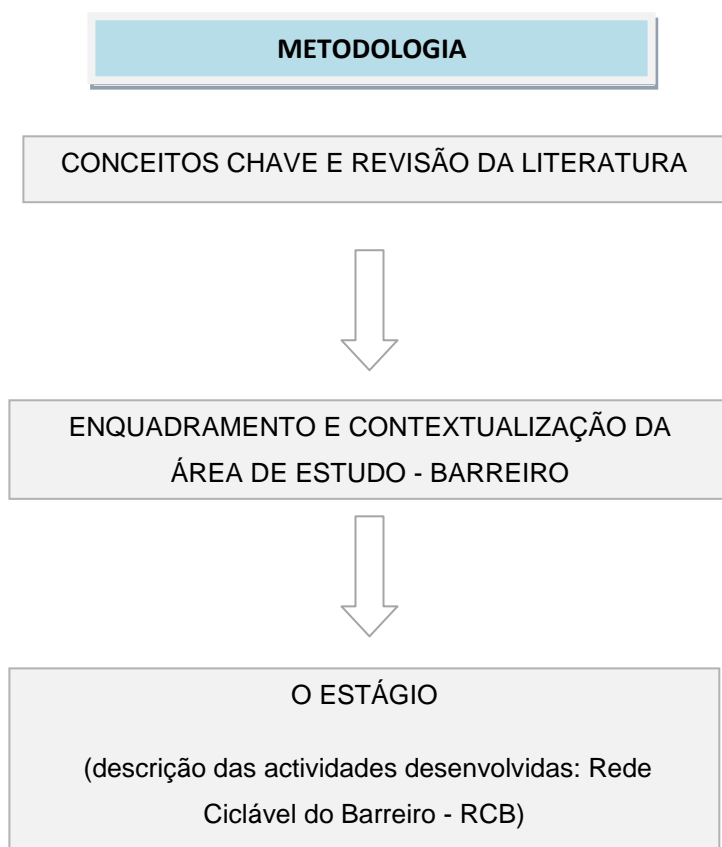 METODOLOGIA
CONCEITOS CHAVE E REVISÃO DA LITERATURA
ENQUADRAMENTO E CONTEXTUALIZAÇÃO DA
ÁREA DE ESTUDO - BARREIRO
O ESTÁGIO
(descrição das actividades desenvolvidas: Rede
Ciclável do Barreiro - RCB)